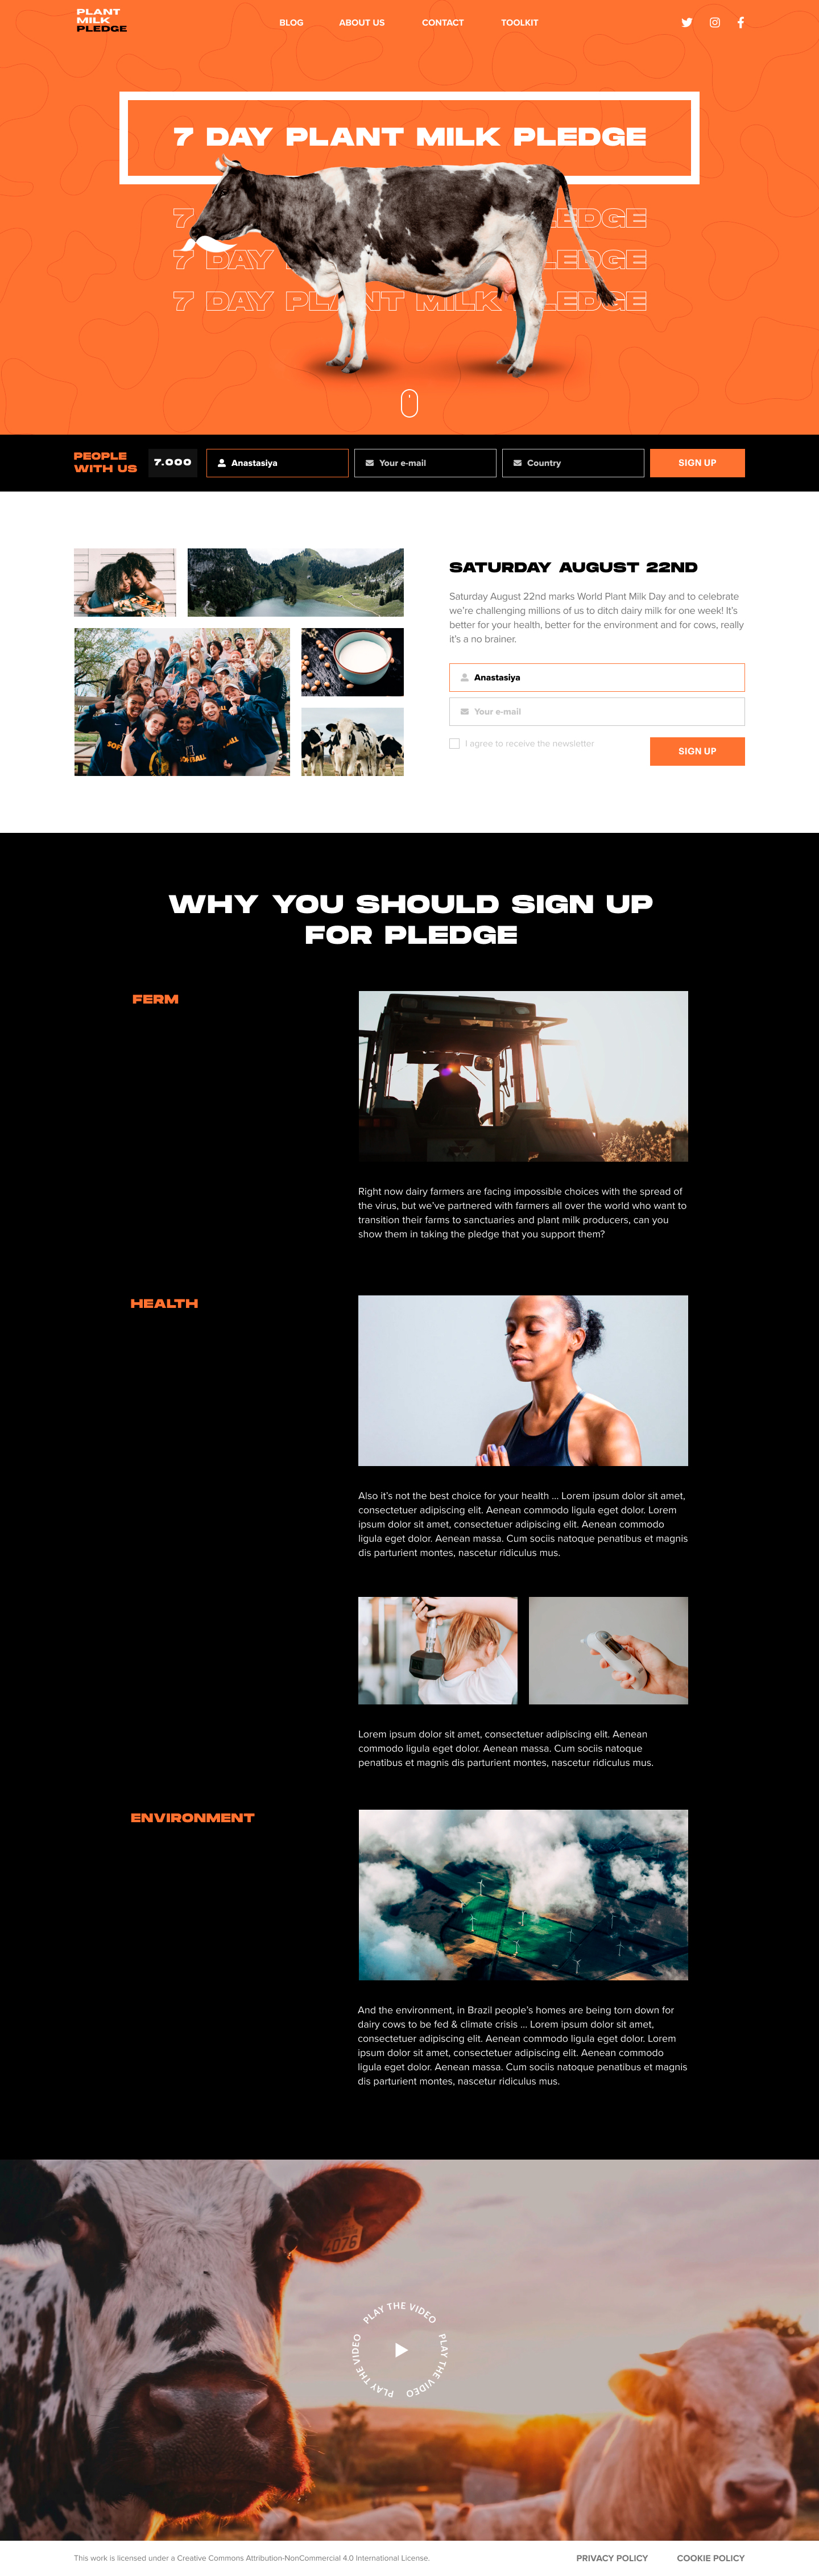 PLANT
MILK
PLEDGE
BLOG
ABOUT US
CONTACT
TOOLKIT
7 DAY PLANT MILK PLEDGE
7 PLEDGE
7 DAY PLEDGE
7 DAY PLANT MILK PLEDGE
PEOPLE
WITH US
7.000
Anastasiya
Your e-mail
Country
SIGN UP
SATURDAY AUGUST 22ND
Saturday August 22nd marks World Plant Milk Day and to celebrate
we're challenging millions of us to ditch dairy milk for one week! It's
better for your health, better for the environment and for cows, really
it's a no brainer.
Anastasiya
Your e-mail
I agree to receive the newsletter
SIGN UP
WHY YOU SHOULD SIGN UP
FOR PLEDGE
FERM
Right now dairy farmers are facing impossible choices with the spread of
the virus, but we've partnered with farmers all over the world who want to
transition their farms to sanctuaries and plant milk producers, can you
show them in taking the pledge that you support them?
HEALTH
Also it's not the best choice for your health ... Lorem ipsum dolor sit amet,
consectetuer adipiscing elit. Aenean commodo ligula eget dolor. Lorem
ipsum dolor sit amet, consectetuer adipiscing elit. Aenean commodo
ligula eget dolor. Aenean massa. Cum sociis natoque penatibus et magnis
dis parturient montes, nascetur ridiculus mus.
Lorem ipsum dolor sit amet, consectetuer adipiscing elit. Aenean
commodo ligula eget dolor. Aenean massa. Cum sociis natoque
penatibus et magnis dis parturient montes, nascetur ridiculus mus.
ENVIRONMENT
And the environment, in Brazil people's homes are being torn down for
dairy cows to be fed & climate crisis ... Lorem ipsum dolor sit amet,
consectetuer adipiscing elit. Aenean commodo ligula eget dolor. Lorem
ipsum dolor sit amet, consectetuer adipiscing elit. Aenean commodo
ligula eget dolor. Aenean massa. Cum sociis natoque penatibus et magnis
dis parturient montes, nascetur ridiculus mus.
4076
PLAY THE VIDEO PLAY THE VIDEO PLAY THE VIDEO
This work is licensed under a Creative Commons Attribution-NonCommercial 4.0 International License.
PRIVACY POLICY
COOKIE POLICY